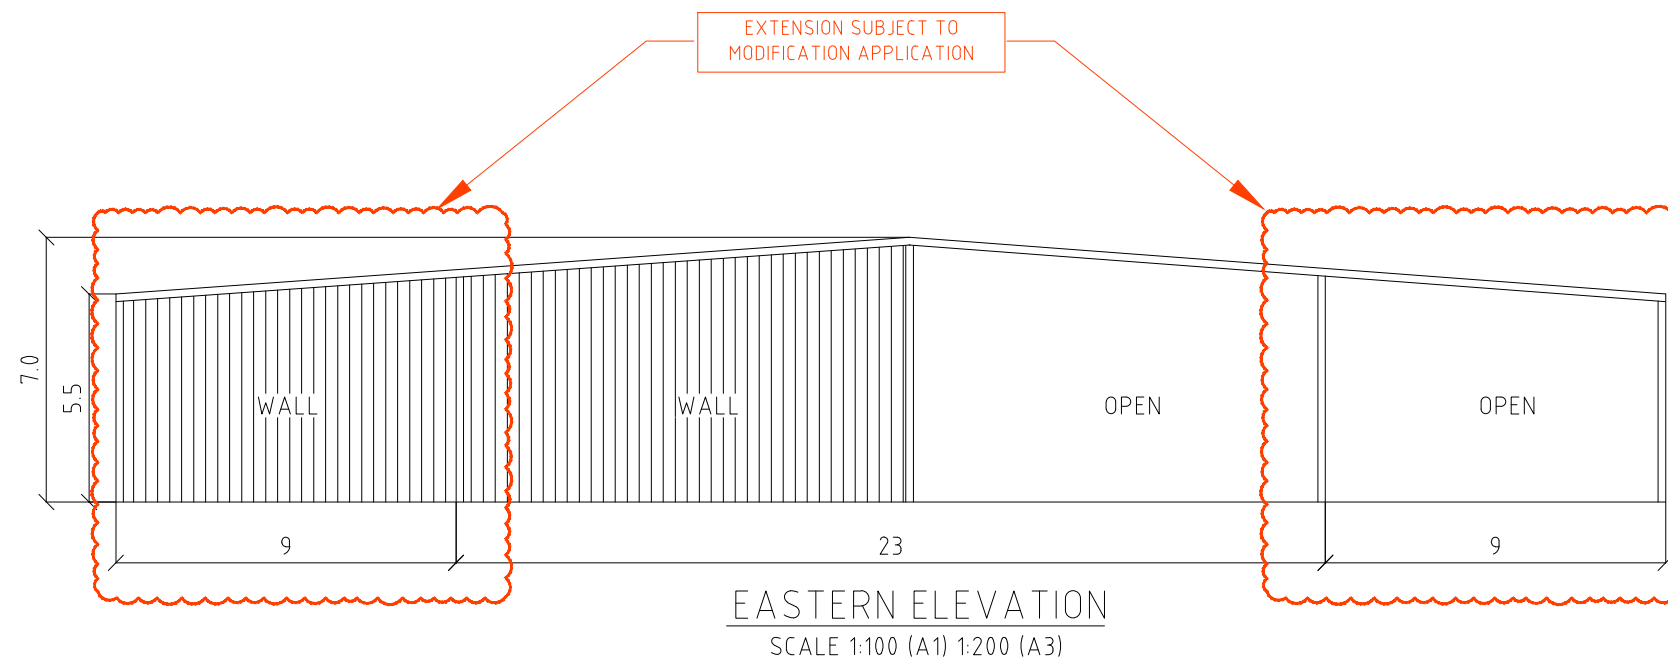 EXTENSION SUBJECT TO
MODIFICATION APPLICATION
7.0
5.5
WALL
WALL
OPEN
OPEN
9
23
9
EASTERN ELEVATION
SCALE 1:100 (A1) 1:200 (A3)